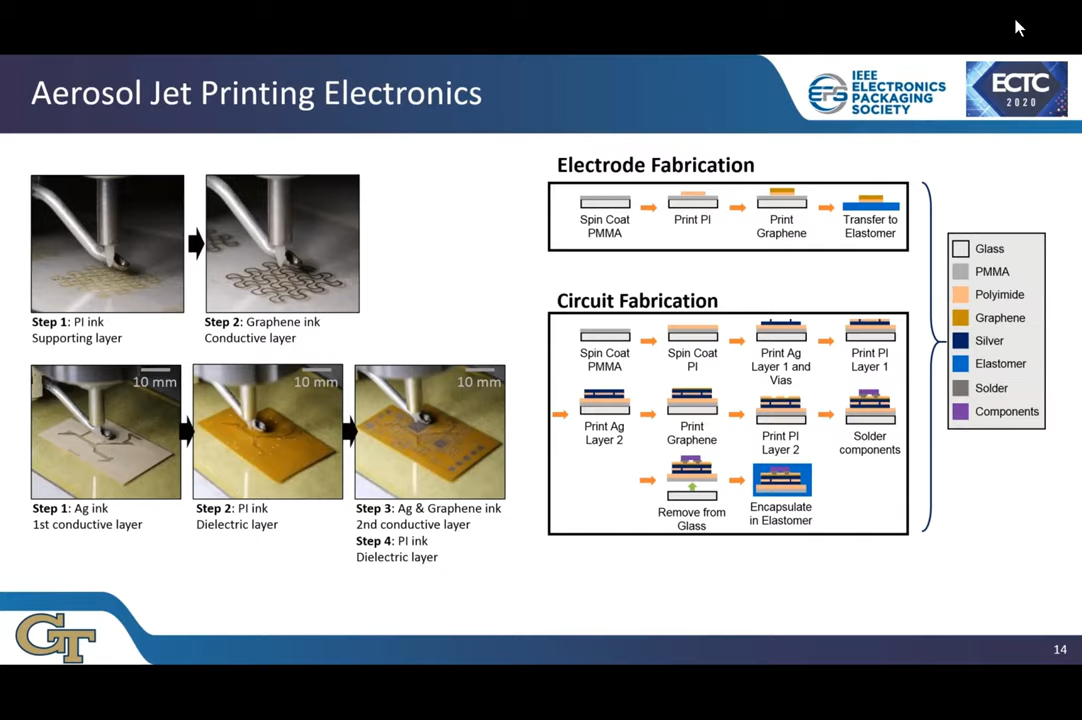 Aerosol Jet Printing Electronics
EPS
IEEE
ELECTRONICS
PACKAGING
SOCIETY
ECTC
2020
Step 1: PI ink
Supporting layer
Step 2: Graphene ink
Conductive layer
10 mm
10 mm
10 mm
Step 1: Ag ink
1st conductive layer
Step 2: PI ink
Dielectric layer
Step 3: Ag & Graphene ink
2nd conductive layer
Step 4: PI ink
Dielectric layer
Electrode Fabrication
Spin Coat
PMMA
Print PI
Print
Graphene
Transfer to
Elastomer
Circuit Fabrication
Spin Coat
PMMA
Spin Coat
PI
Print Ag
Layer 1 and
Vias
Print PI
Layer 1
Print Ag
Layer 2
Print
Graphene
Print PI
Layer 2
Solder
components
Remove from
Glass
Encapsulate
in Elastomer
Glass
PMMA
Polyimide
Graphene
Silver
Elastomer
Solder
Components
GT
14